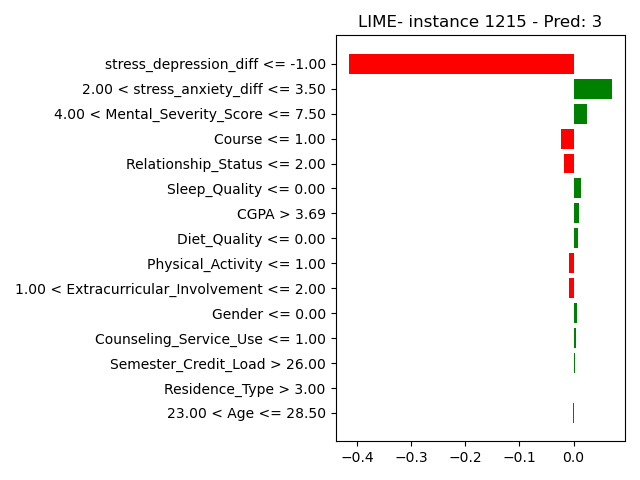 LIME- instance 1215 - Pred: 3
stress_depression_diff <= -1.00
2.00 < stress_anxiety_diff <= 3.50
4.00 < Mental_Severity_Score <= 7.50
Course <= 1.00
Relationship_Status <= 2.00
Sleep_Quality <= 0.00
CGPA > 3.69
Diet_Quality <= 0.00
Physical_Activity <= 1.00
1.00 < Extracurricular_Involvement <= 2.00
Gender <= 0.00
Counseling_Service_Use <= 1.00
Semester_Credit_Load > 26.00
Residence_Type > 3.00
23.00 < Age <= 28.50
−0.4 −0.3 −0.2 −0.1 0.0